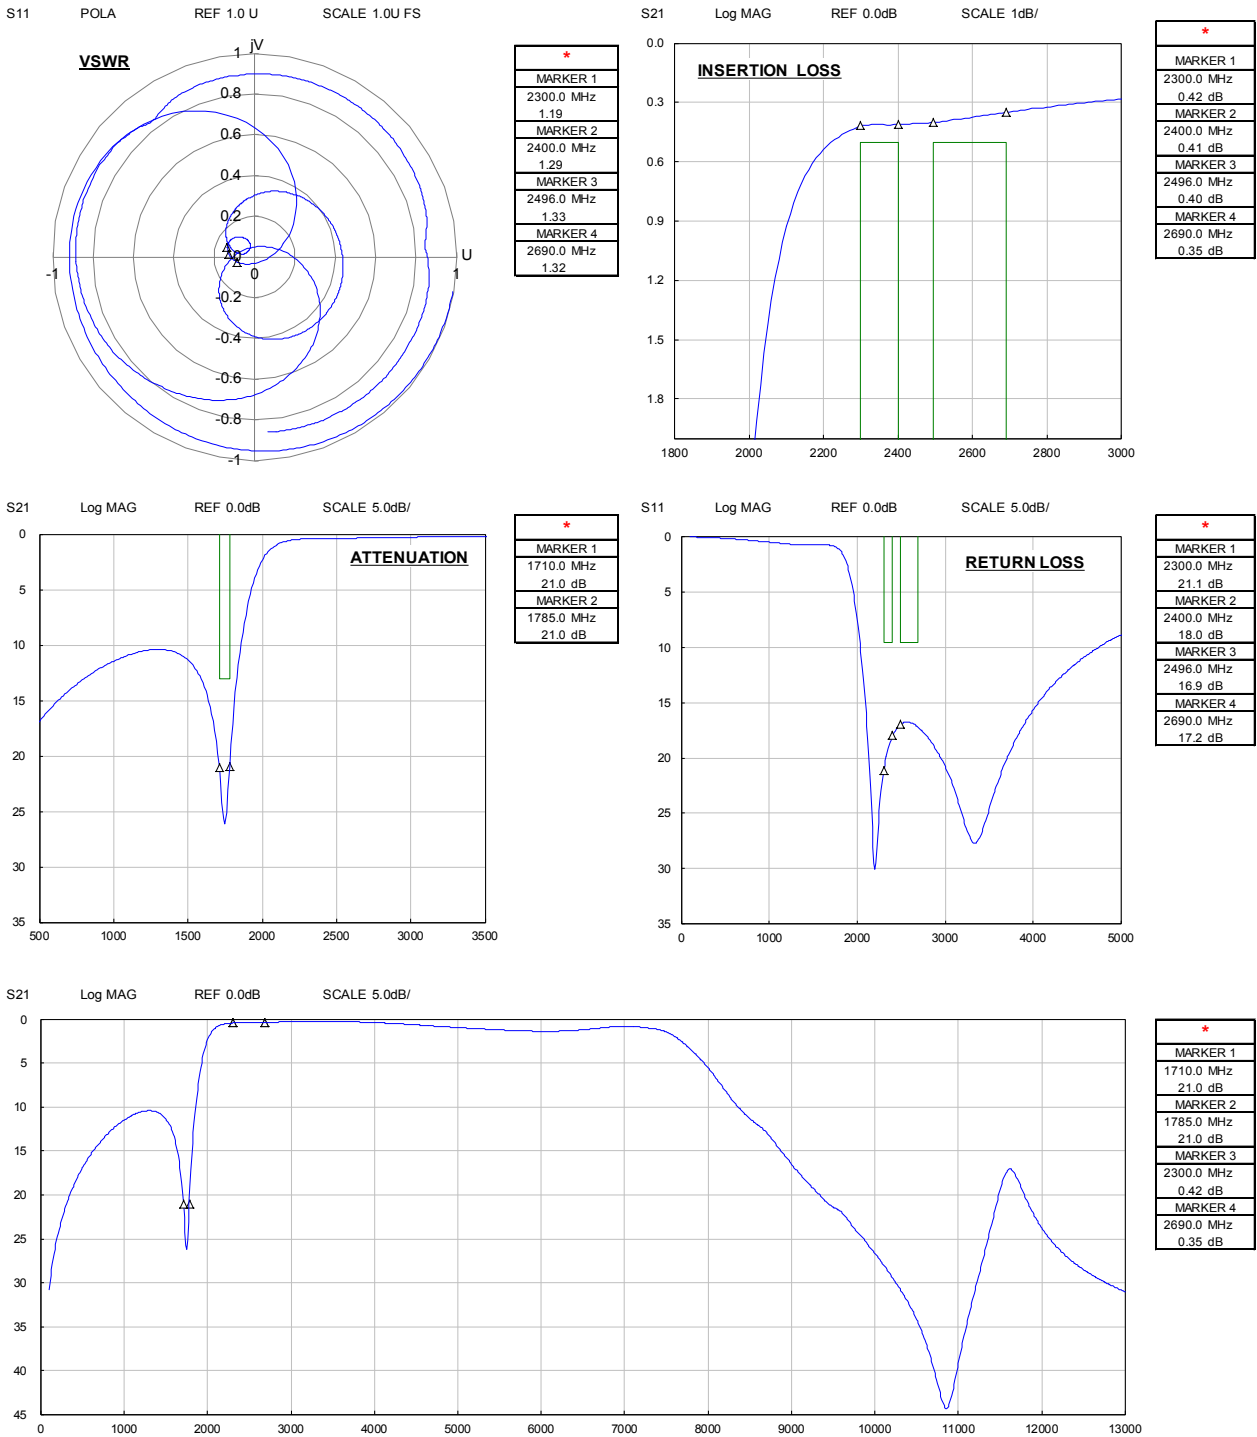 S11 POLA REF 1.0 U SCALE 1.0U FS
VSWR
jV
U
1
0.8
0.6
0.4
0.2
0
-0.2
-0.4
-0.6
-0.8
-1
-1 0 1
*
MARKER 1
2300.0 MHz
1.19
MARKER 2
2400.0 MHz
1.29
MARKER 3
2496.0 MHz
1.33
MARKER 4
2690.0 MHz
1.32
S21 Log MAG REF 0.0dB SCALE 1dB/
INSERTION LOSS
0.0
0.3
0.6
0.9
1.2
1.5
1.8
1800 2000 2200 2400 2600 2800 3000
*
MARKER 1
2300.0 MHz
0.42 dB
MARKER 2
2400.0 MHz
0.41 dB
MARKER 3
2496.0 MHz
0.40 dB
MARKER 4
2690.0 MHz
0.35 dB
S21 Log MAG REF 0.0dB SCALE 5.0dB/
ATTENUATION
0
5
10
15
20
25
30
35
500 1000 1500 2000 2500 3000 3500
*
MARKER 1
1710.0 MHz
21.0 dB
MARKER 2
1785.0 MHz
21.0 dB
S11 Log MAG REF 0.0dB SCALE 5.0dB/
RETURN LOSS
0
5
10
15
20
25
30
35
0 1000 2000 3000 4000 5000
*
MARKER 1
2300.0 MHz
21.1 dB
MARKER 2
2400.0 MHz
18.0 dB
MARKER 3
2496.0 MHz
16.9 dB
MARKER 4
2690.0 MHz
17.2 dB
S21 Log MAG REF 0.0dB SCALE 5.0dB/
0
5
10
15
20
25
30
35
40
45
0 1000 2000 3000 4000 5000 6000 7000 8000 9000 10000 11000 12000 13000
*
MARKER 1
1710.0 MHz
21.0 dB
MARKER 2
1785.0 MHz
21.0 dB
MARKER 3
2300.0 MHz
0.42 dB
MARKER 4
2690.0 MHz
0.35 dB